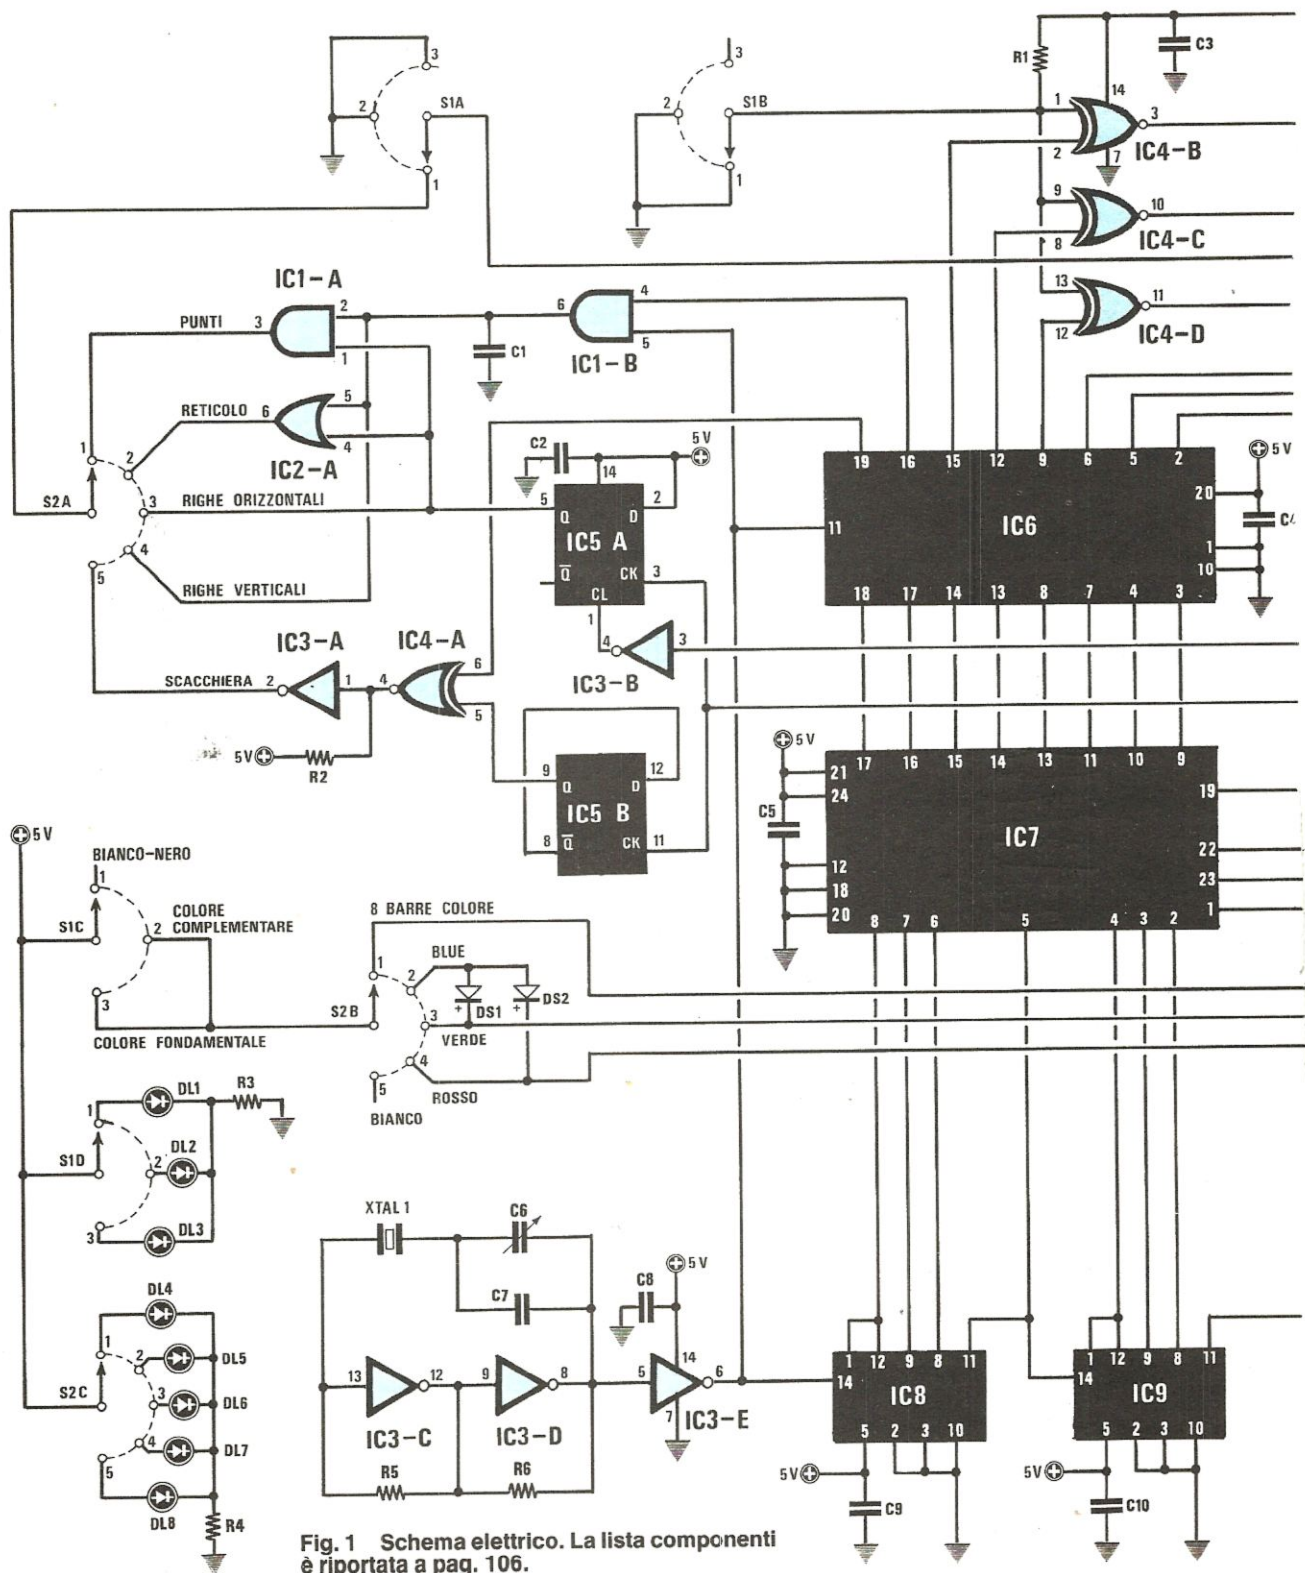 3
2
S1A
1
3
2
S1B
1
R1
C3
14
1
3
2
7
IC4-B
9
10
8
IC4-C
13
11
12
IC4-D
IC1-A
PUNTI
3
2
1
6
4
5
IC1-B
C1
RETICOLO
6
5
4
IC2-A
1
2
S2A
3
RIGHE ORIZZONTALI
4
5
RIGHE VERTICALI
C2
14
5V
5
Q
D
2
IC5 A
Q
CK
3
CL
1
4
3
IC3-B
19
16
15
12
9
6
5
2
11
IC6
20
1
10
5V
18
17
14
13
8
7
4
3
IC3-A
IC4-A
SCACCHIERA
2
1
4
6
5
5V
R2
9
Q
D
12
IC5 B
8
Q
CK
11
5V
C5
17
16
15
14
13
11
10
9
21
24
19
IC7
22
12
18
23
20
1
8
7
6
5
4
3
2
5V
BIANCO-NERO
1
COLORE
COMPLEMENTARE
S1C
2
3
COLORE FONDAMENTALE
8 BARRE COLORE
1
BLUE
2
DS1
DS2
+
+
S2B
3
VERDE
4
5
ROSSO
BIANCO
DL1
R3
1
DL2
S1D
2
DL3
3
DL4
1
2
DL5
S2C
3
DL6
4
DL7
5
DL8
R4
XTAL 1
C6
C7
C8
5V
13
12
9
8
5
14
6
7
IC3-C
IC3-D
IC3-E
R5
R6
1
12
9
8
11
14
IC8
5
2
3
10
5V
C9
1
12
9
8
11
14
IC9
5
2
3
10
5V
C10
Fig. 1 Schema elettrico. La lista componenti
è riportata a pag. 106.